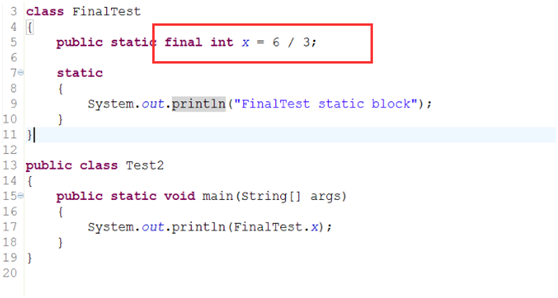 3 class FinalTest
4 {
5     public static final int x = 6 / 3;
6
7     static
8     {
9         System.out.println("FinalTest static block");
10     }
11 }
12
13 public class Test2
14 {
15     public static void main(String[] args)
16     {
17         System.out.println(FinalTest.x);
18     }
19 }
20